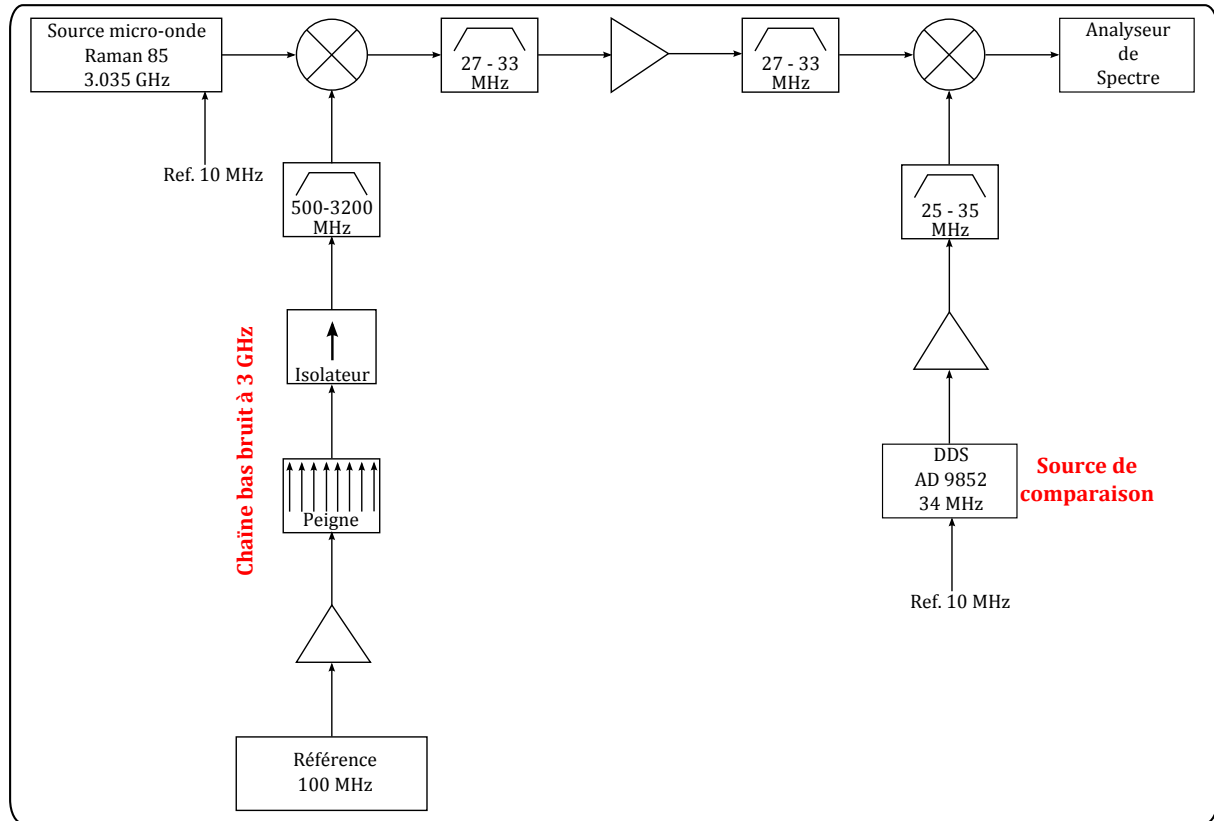 Source micro-onde
Raman 85
3.035 GHz
27 - 33
MHz
27 - 33
MHz
Analyseur
de
Spectre
Ref. 10 MHz
500-3200
MHz
25 - 35
MHz
Chaïne bas bruit à 3 GHz
Isolateur
Peigne
DDS
AD 9852
34 MHz
Source de
comparaison
Ref. 10 MHz
Référence
100 MHz